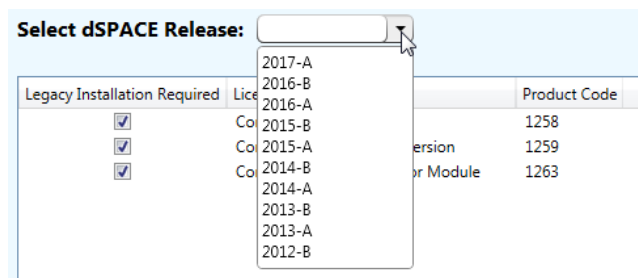 Select dSPACE Release:
2017-A
2016-B
2016-A
2015-B
2015-A
2014-B
2014-A
2013-B
2013-A
2012-B
Legacy Installation Required Product Code
1258
1259
Module 1263